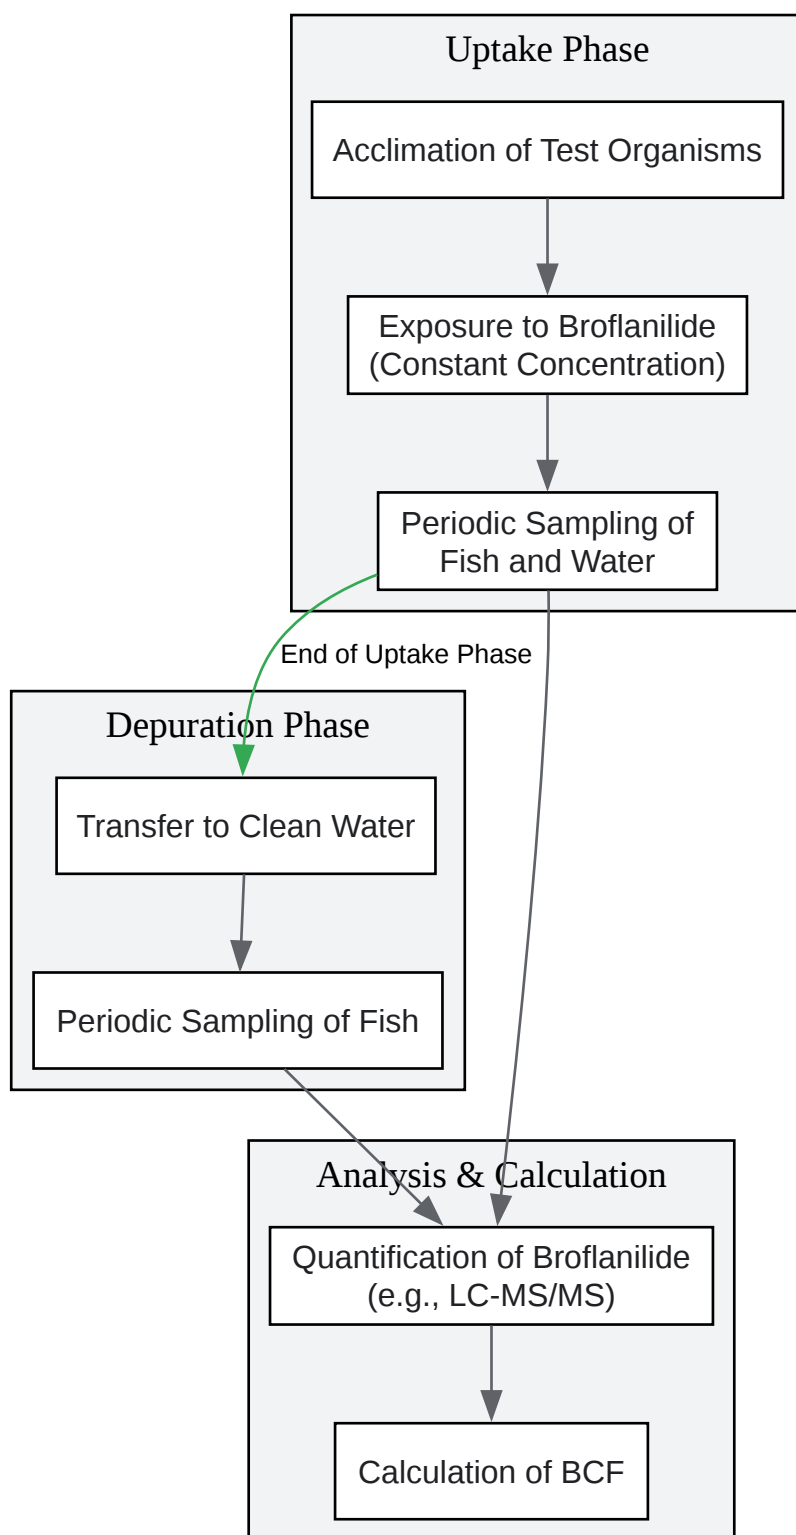 Uptake Phase
Acclimation of Test Organisms
Exposure to Broflanilide
(Constant Concentration)
Periodic Sampling of
Fish and Water
End of Uptake Phase
Depuration Phase
Transfer to Clean Water
Periodic Sampling of Fish
Analysis & Calculation
Quantification of Broflanilide
(e.g., LC-MS/MS)
Calculation of BCF